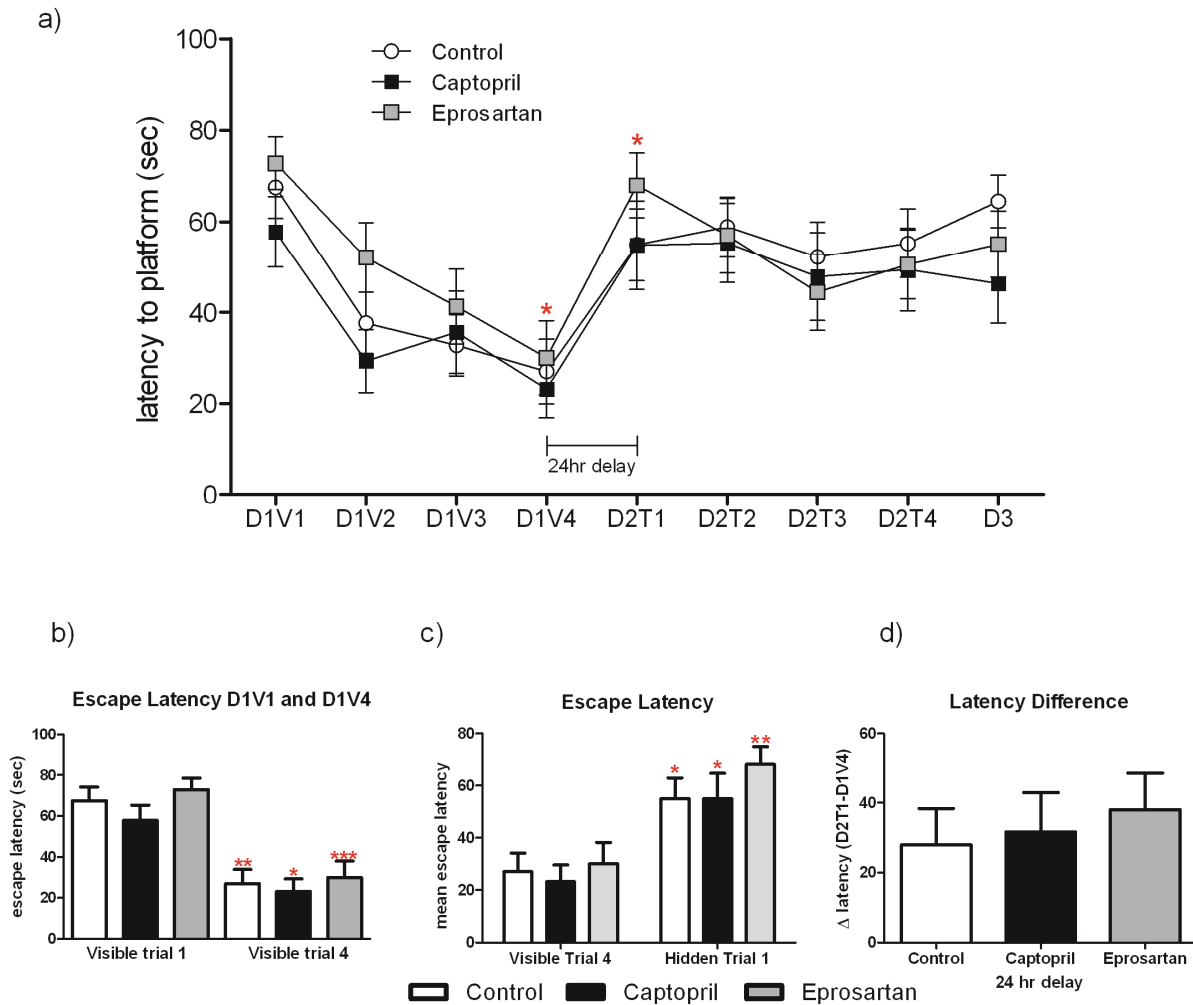 a)
100
80
60
40
20
0
latency to platform (sec)
Control
Captopril
Eprosartan
*
*
24hr delay
D1V1 D1V2 D1V3 D1V4 D2T1 D2T2 D2T3 D2T4 D3
b)
Escape Latency D1V1 and D1V4
escape latency (sec)
100
80
60
40
20
0
** * ***
Visible trial 1 Visible trial 4
c)
Escape Latency
mean escape latency
80
60
40
20
0
* * **
Visible Trial 4 Hidden Trial 1
d)
Latency Difference
Δ latency (D2T1-D1V4)
60
40
20
0
Control Captopril Eprosartan
24 hr delay
Control Captopril Eprosartan